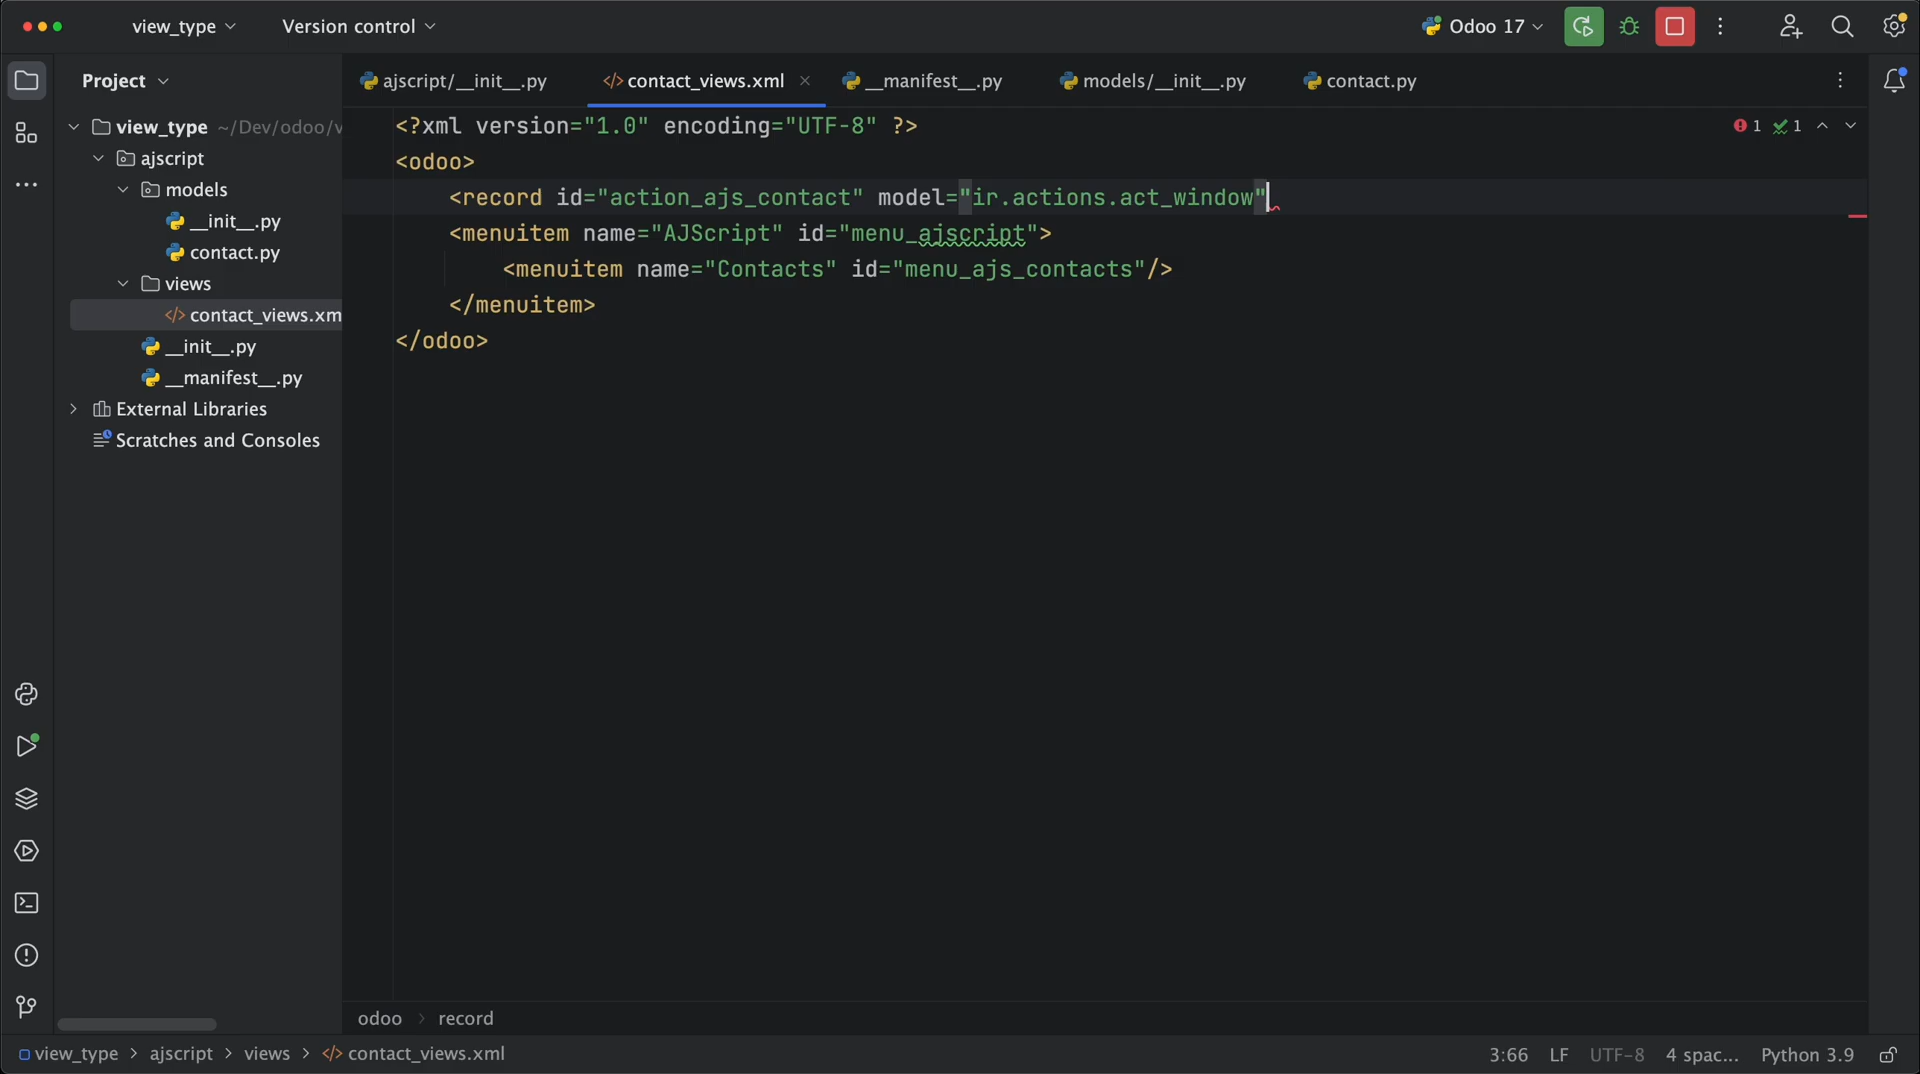 view_type
Version control
Odoo 17
Project
ajscript/__init__.py
contact_views.xml
__manifest__.py
models/__init__.py
contact.py
view_type ~/Dev/odoo/v
ajscript
models
__init__.py
contact.py
views
contact_views.xm
__init__.py
__manifest__.py
External Libraries
Scratches and Consoles
<?xml version="1.0" encoding="UTF-8" ?>
<odoo>
<record id="action_ajs_contact" model="ir.actions.act_window"
<menuitem name="AJScript" id="menu_ajscript">
<menuitem name="Contacts" id="menu_ajs_contacts"/>
</menuitem>
</odoo>
1 1
odoo > record
view_type > ajscript > views > </> contact_views.xml
3:66 LF UTF-8 4 spac... Python 3.9